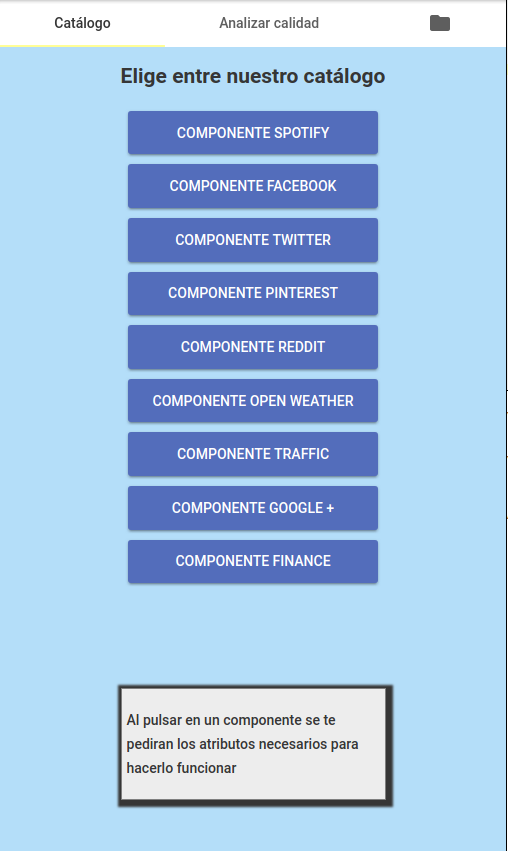 Catálogo
Analizar calidad
Elige entre nuestro catálogo
COMPONENTE SPOTIFY
COMPONENTE FACEBOOK
COMPONENTE TWITTER
COMPONENTE PINTEREST
COMPONENTE REDDIT
COMPONENTE OPEN WEATHER
COMPONENTE TRAFFIC
COMPONENTE GOOGLE +
COMPONENTE FINANCE
Al pulsar en un componente se te
pediran los atributos necesarios para
hacerlo funcionar